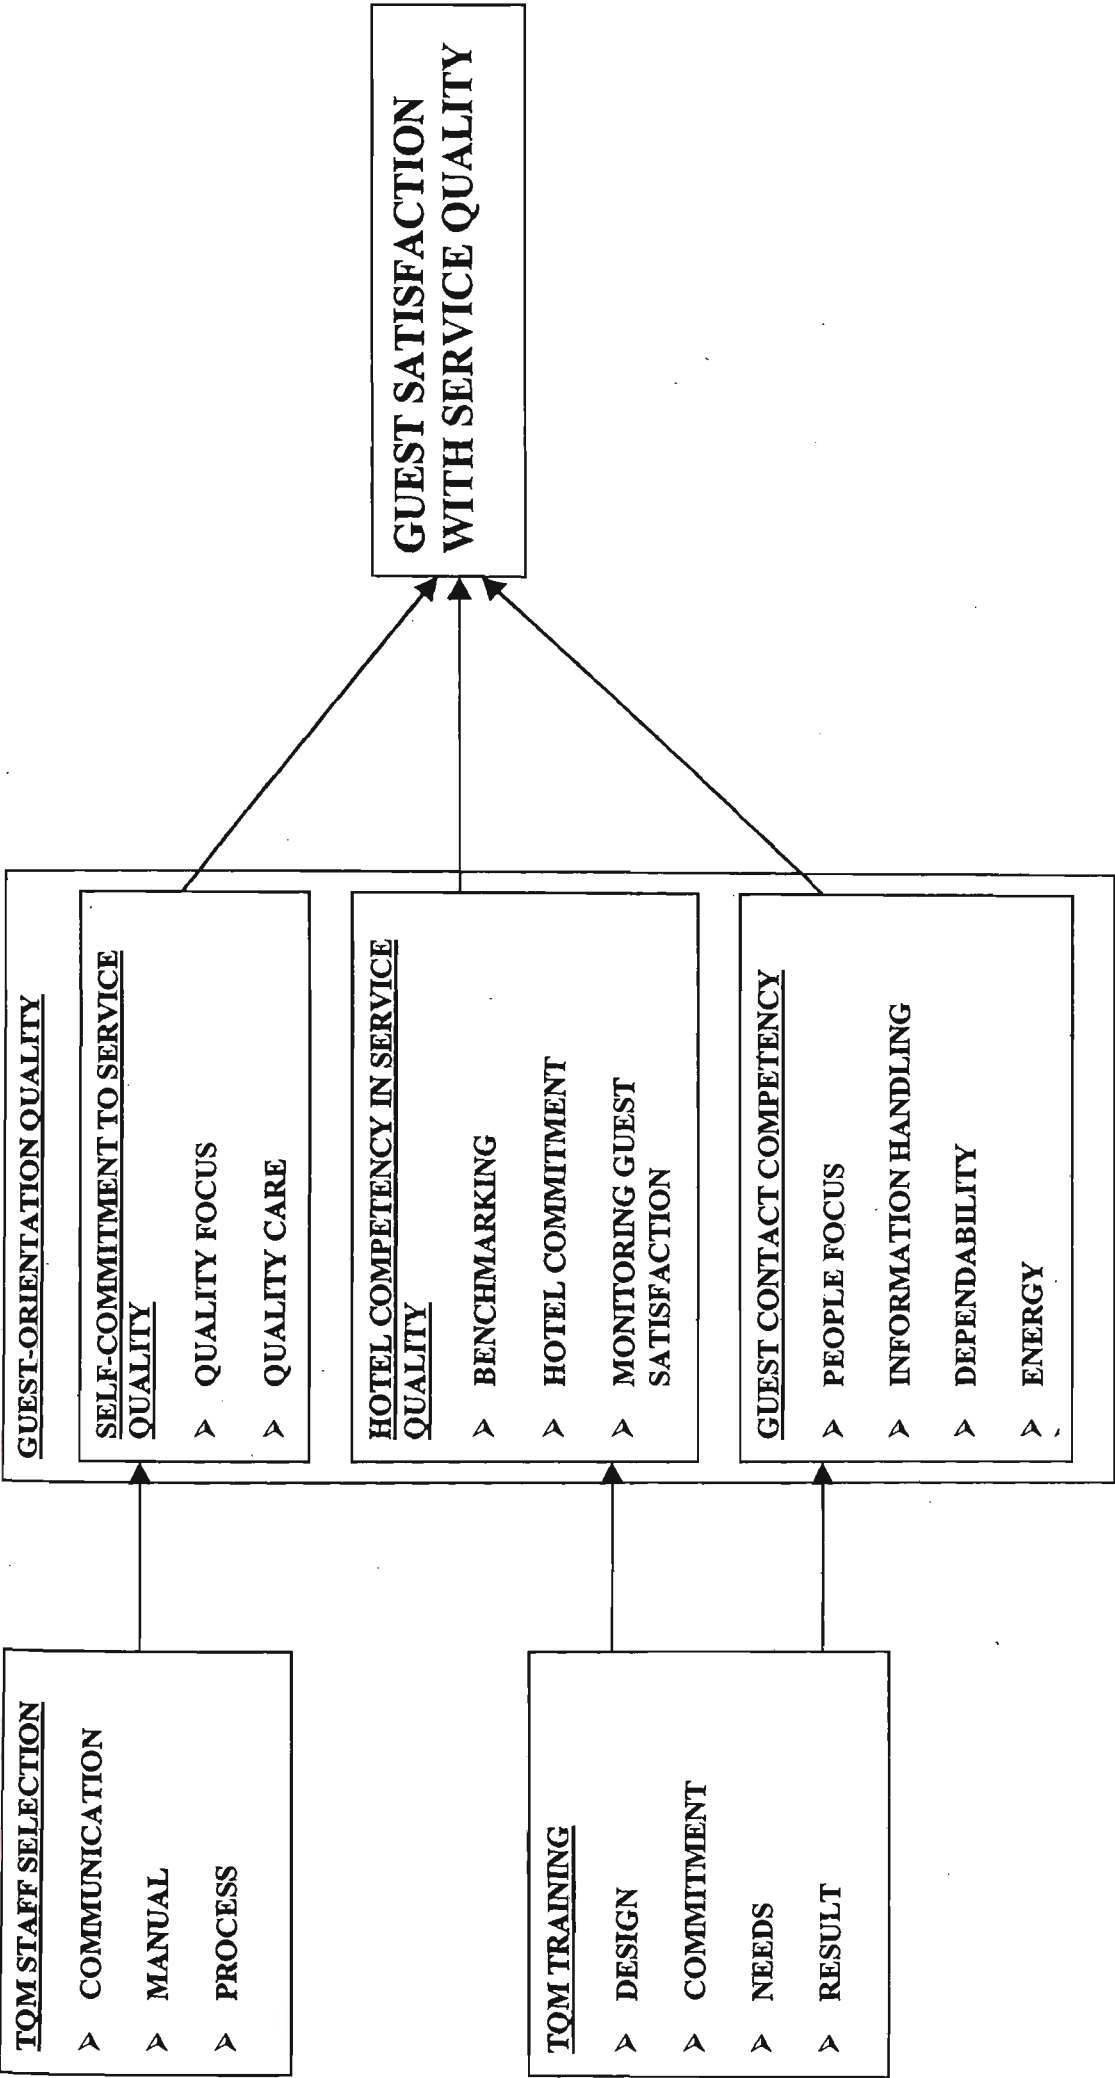 TQM STAFF SELECTION
➢ COMMUNICATION
➢ MANUAL
➢ PROCESS
TQM TRAINING
➢ DESIGN
➢ COMMITMENT
➢ NEEDS
➢ RESULT
GUEST-ORIENTATION QUALITY
SELF-COMMITMENT TO SERVICE
QUALITY
➢ QUALITY FOCUS
➢ QUALITY CARE
HOTEL COMPETENCY IN SERVICE
QUALITY
➢ BENCHMARKING
➢ HOTEL COMMITMENT
➢ MONITORING GUEST
SATISFACTION
GUEST CONTACT COMPETENCY
➢ PEOPLE FOCUS
➢ INFORMATION HANDLING
➢ DEPENDABILITY
➢ ENERGY
GUEST SATISFACTION
WITH SERVICE QUALITY